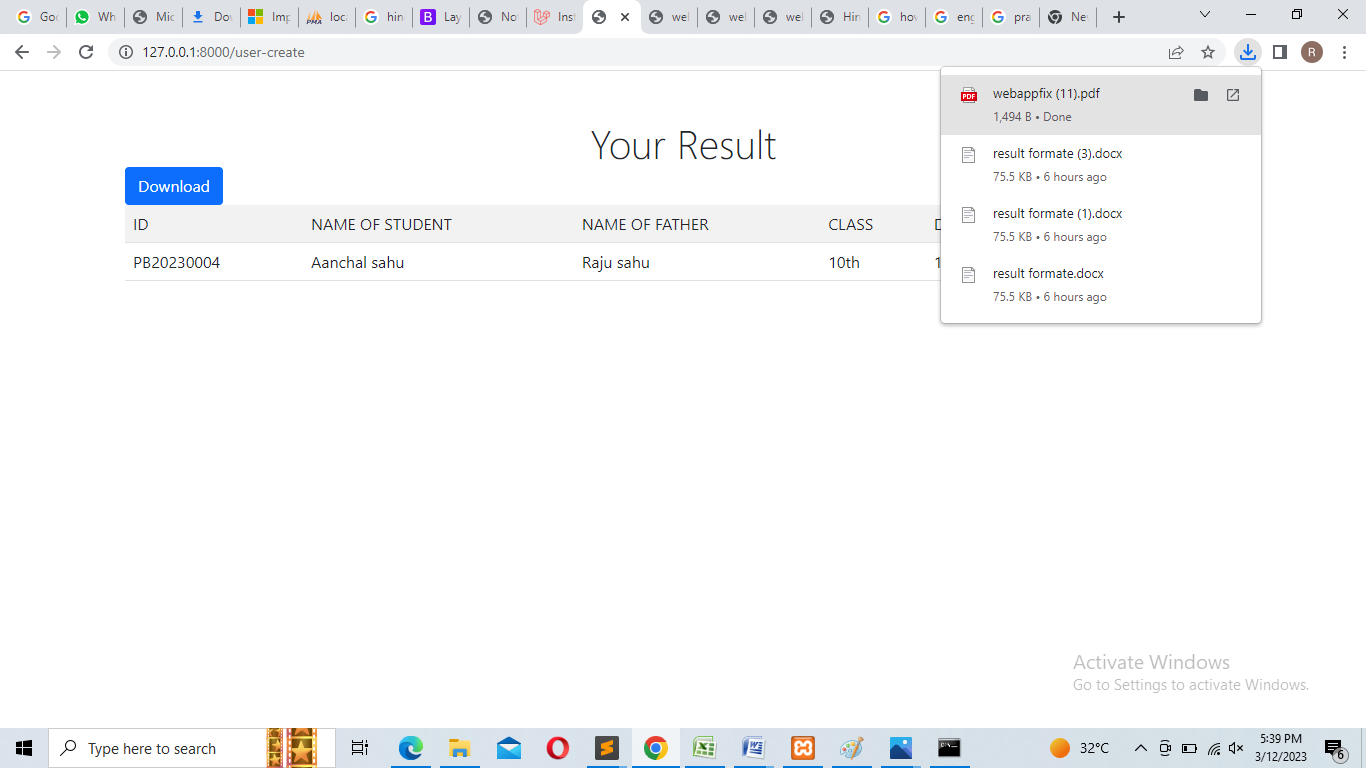 Goo Wh Mic Dov Imp loca hin Lay No Inst wel wel wel Hin hov eng pra Nev
127.0.0.1:8000/user-create
R
webappfix (11).pdf
1,494 B • Done
result formate (3).docx
75.5 KB • 6 hours ago
result formate (1).docx
75.5 KB • 6 hours ago
result formate.docx
75.5 KB • 6 hours ago
Your Result
Download
ID NAME OF STUDENT NAME OF FATHER CLASS
PB20230004 Aanchal sahu Raju sahu 10th
Activate Windows
Go to Settings to activate Windows.
Type here to search
32°C
5:39 PM
3/12/2023
6